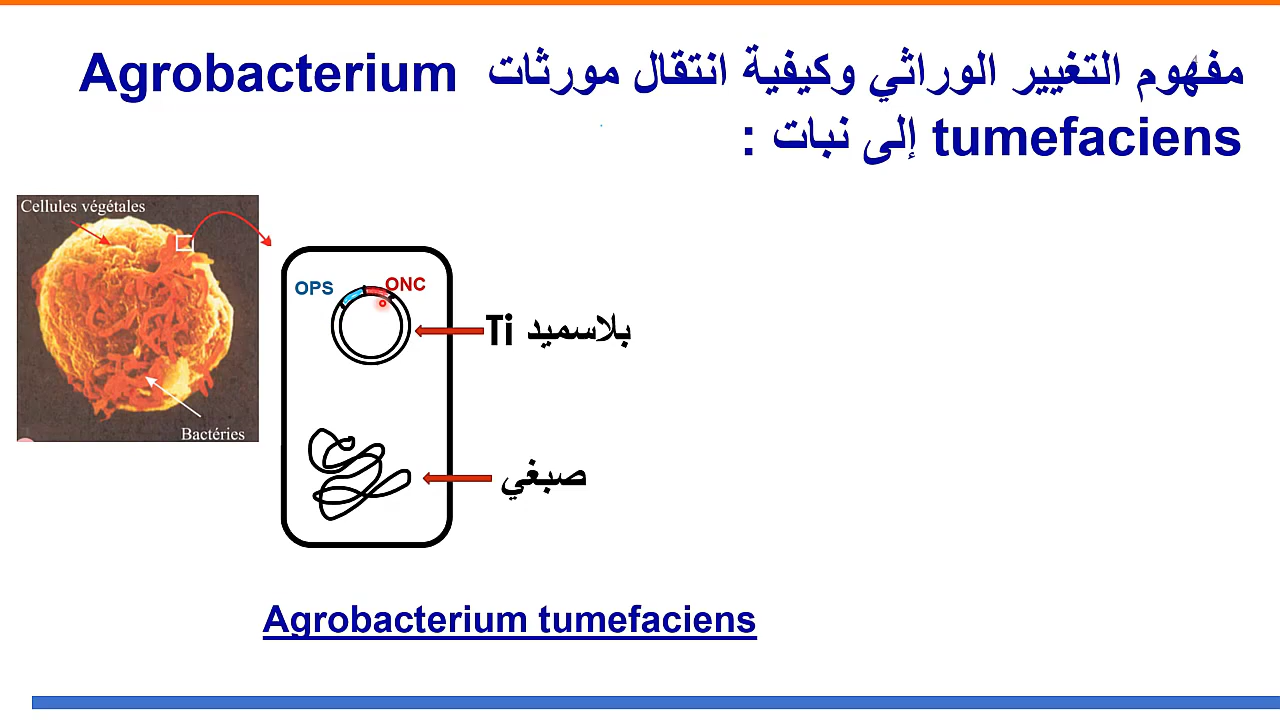 مفهوم التغيير الوراثي وكيفية انتقال مورثات Agrobacterium
tumefaciens إلى نبات :
Cellules végétales
Bactéries
OPS
ONC
بلاسميد Ti
صبغي
Agrobacterium tumefaciens